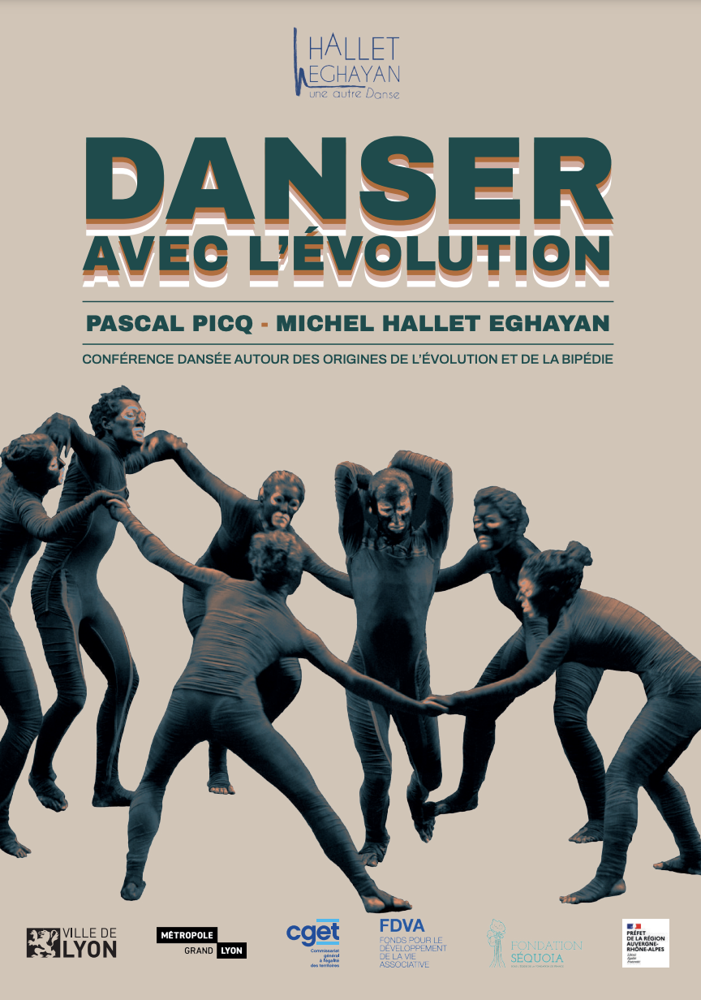 HALLET
EGHAYAN
une autre Danse
DANSER
AVEC L'ÉVOLUTION
PASCAL PICQ - MICHEL HALLET EGHAYAN
CONFÉRENCE DANSÉE AUTOUR DES ORIGINES DE L'ÉVOLUTION ET DE LA BIPÉDIE
VILLE DE
LYON
MÉTROPOLE
GRAND LYON
cget
Commissariat
général
à l'égalité
des territoires
FDVA
FONDS POUR LE
DÉVELOPPEMENT
DE LA VIE
ASSOCIATIVE
FONDATION
SÉQUOIA
PRÉFET
DE LA RÉGION
AUVERGNE-
RHÔNE-ALPES
Liberté
Égalité
Fraternité